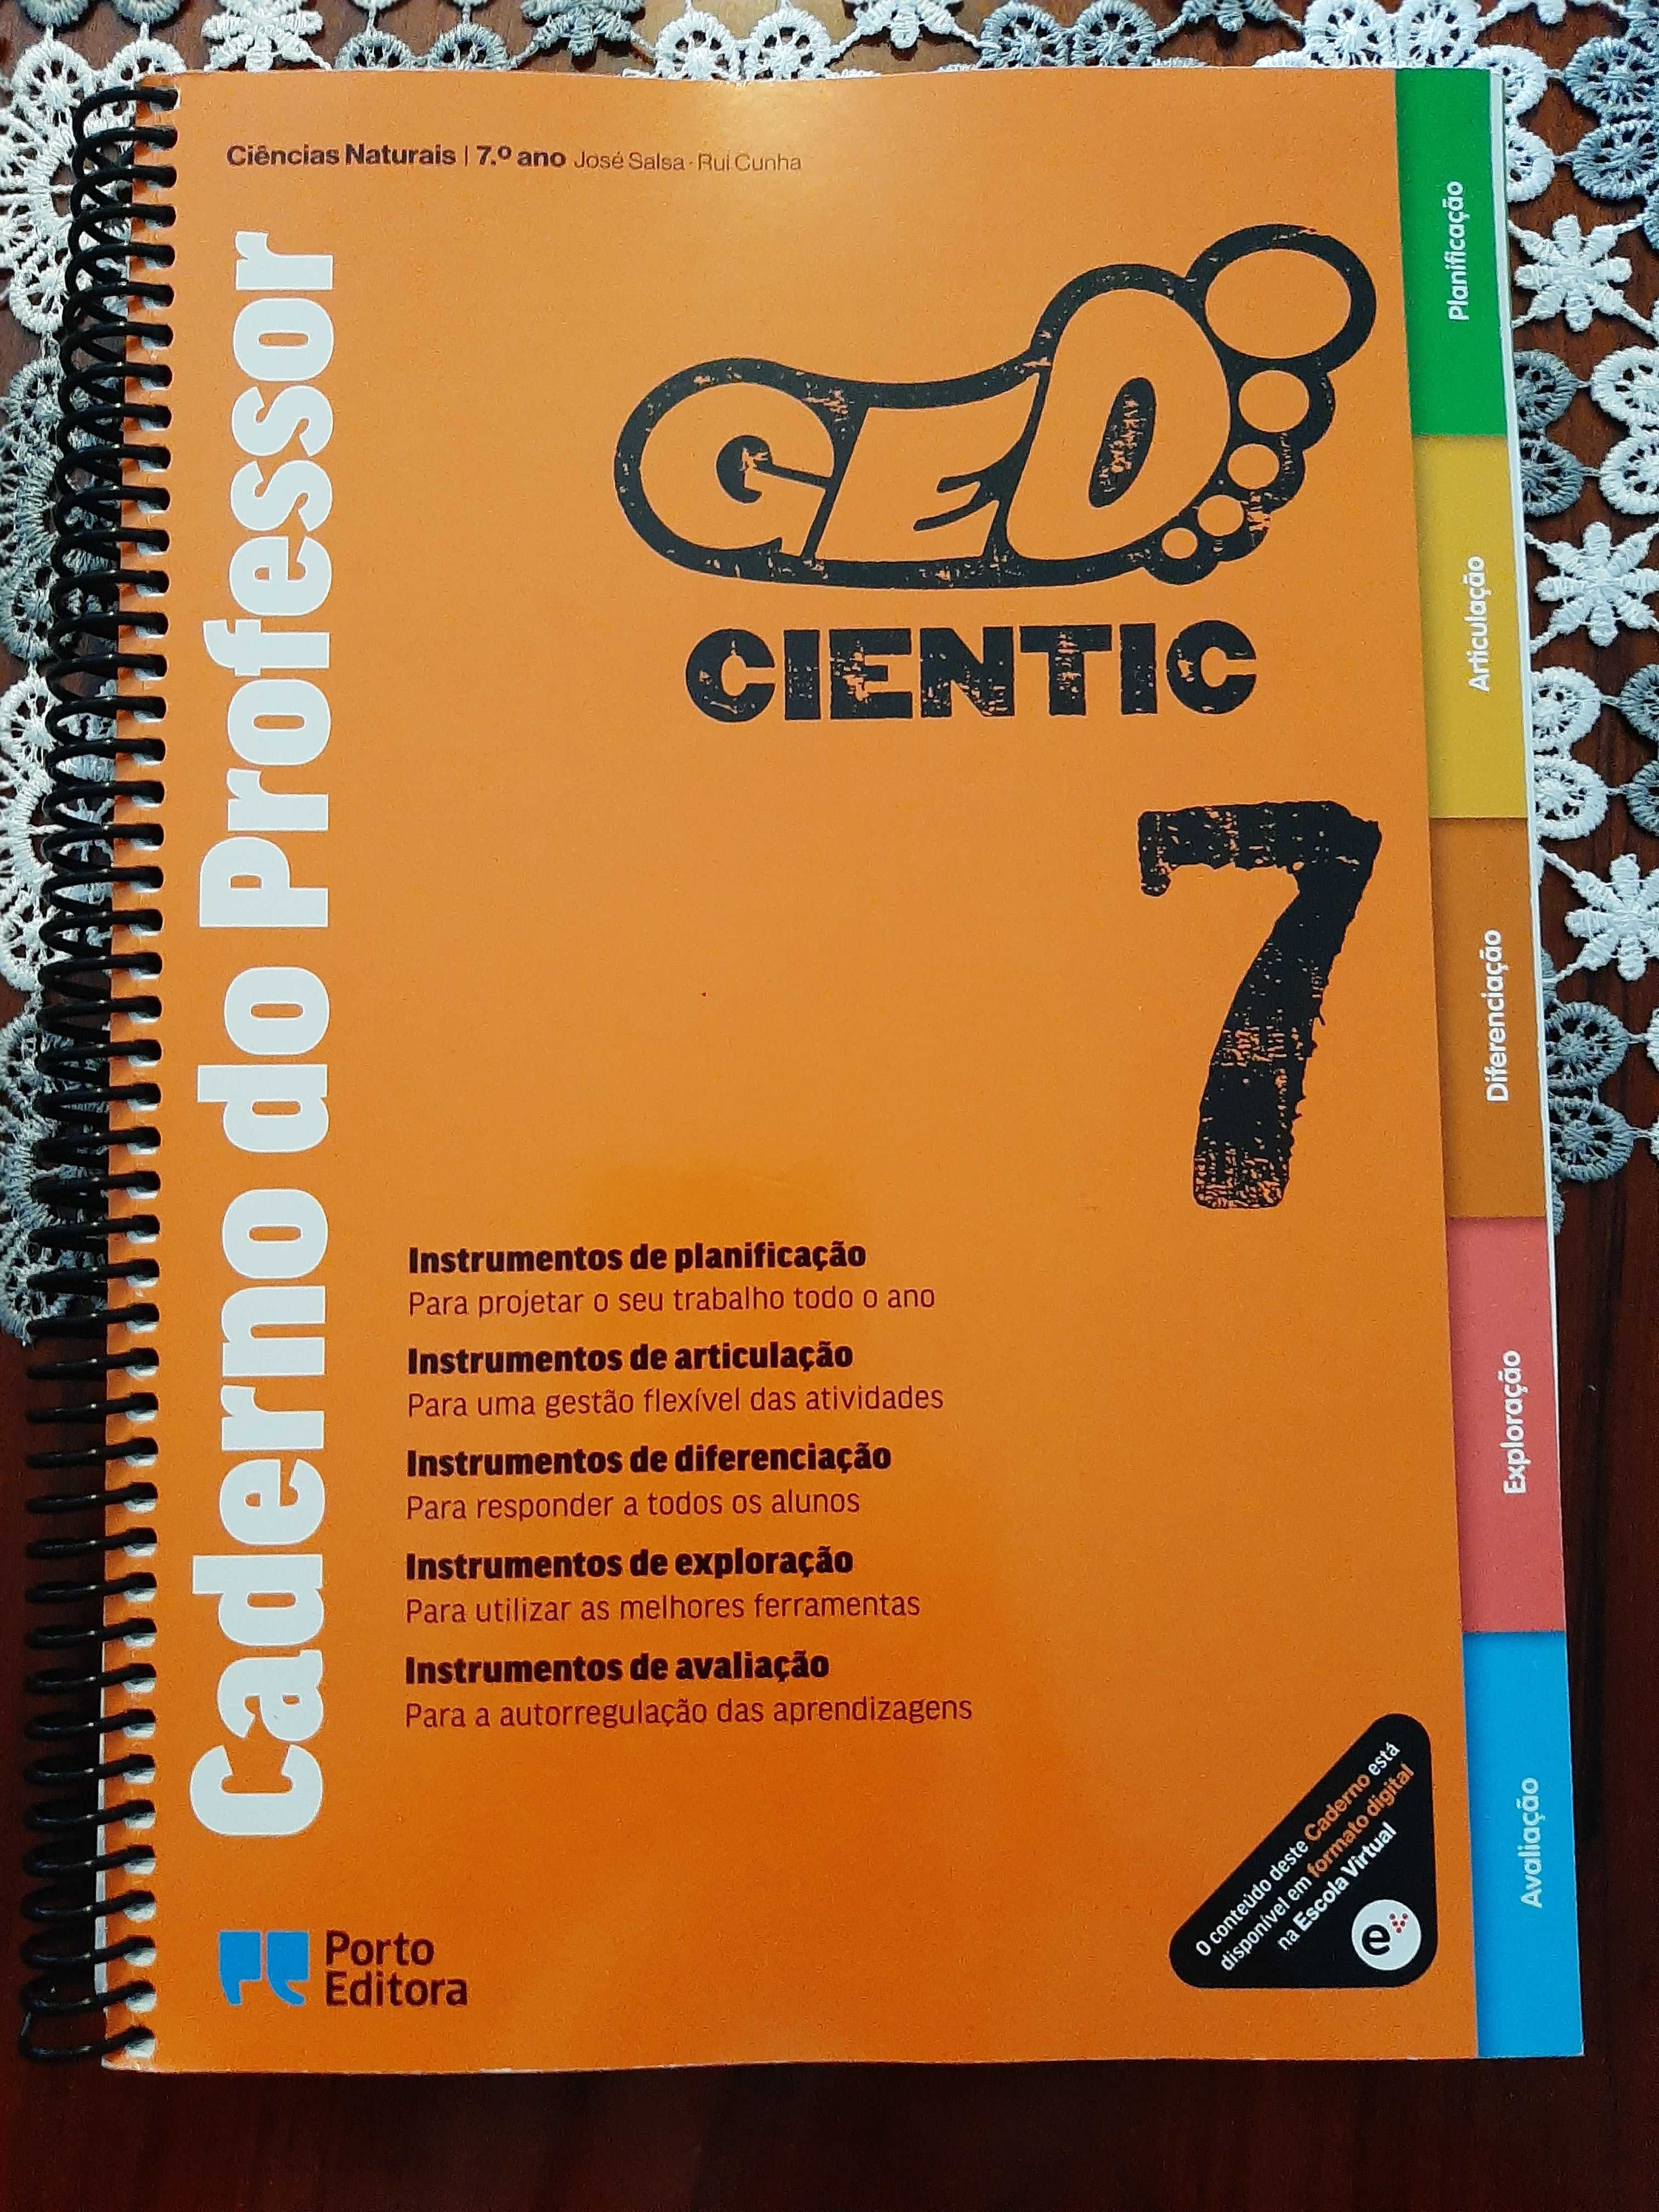 Ciências Naturais | 7.º ano José Salsa · Rui Cunha
Caderno do Professor
GEO
CIENTIC
7
Instrumentos de planificação
Para projetar o seu trabalho todo o ano
Instrumentos de articulação
Para uma gestão flexível das atividades
Instrumentos de diferenciação
Para responder a todos os alunos
Instrumentos de exploração
Para utilizar as melhores ferramentas
Instrumentos de avaliação
Para a autorregulação das aprendizagens
Planificação
Articulação
Diferenciação
Exploração
Avaliação
O conteúdo deste Caderno está
disponível em formato digital
na Escola Virtual
e
Porto
Editora